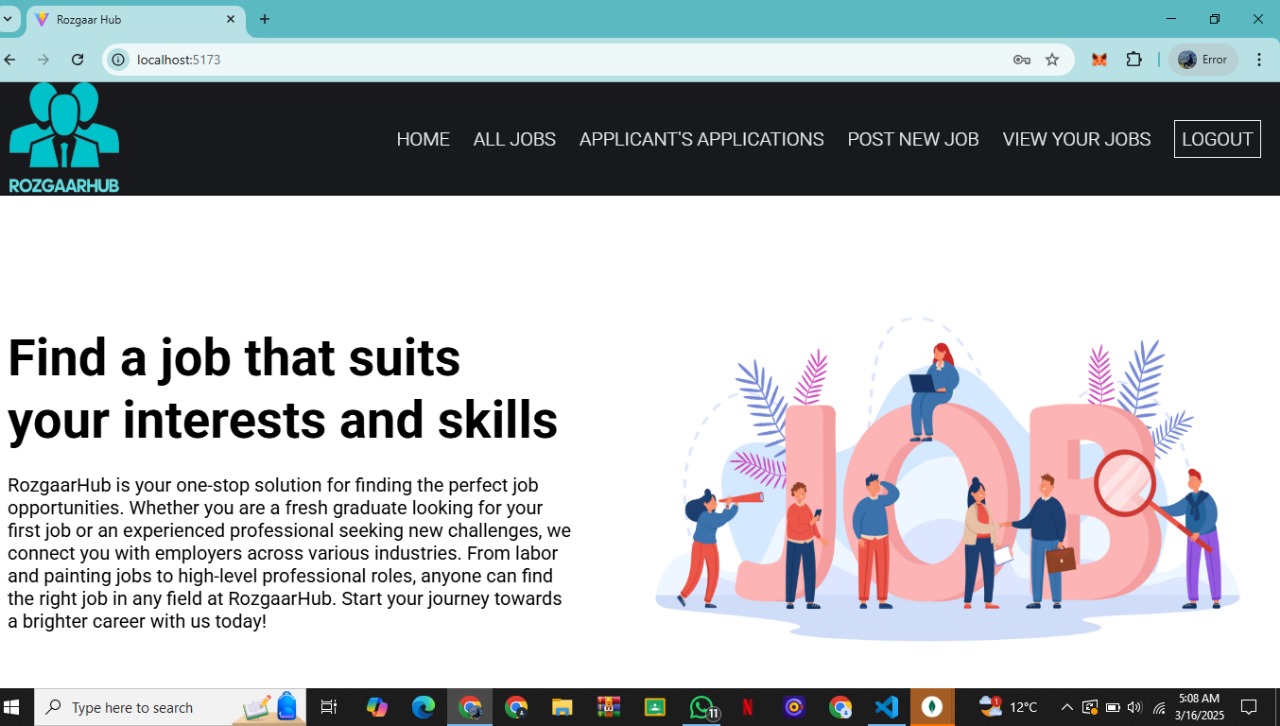 Rozgaar Hub
localhost:5173
Error
ROZGAARHUB
HOME ALL JOBS APPLICANT'S APPLICATIONS POST NEW JOB VIEW YOUR JOBS LOGOUT
Find a job that suits
your interests and skills
RozgaarHub is your one-stop solution for finding the perfect job
opportunities. Whether you are a fresh graduate looking for your
first job or an experienced professional seeking new challenges, we
connect you with employers across various industries. From labor
and painting jobs to high-level professional roles, anyone can find
the right job in any field at RozgaarHub. Start your journey towards
a brighter career with us today!
JOB
Type here to search
11
N
1
12°C
5:08 AM
3/16/2025